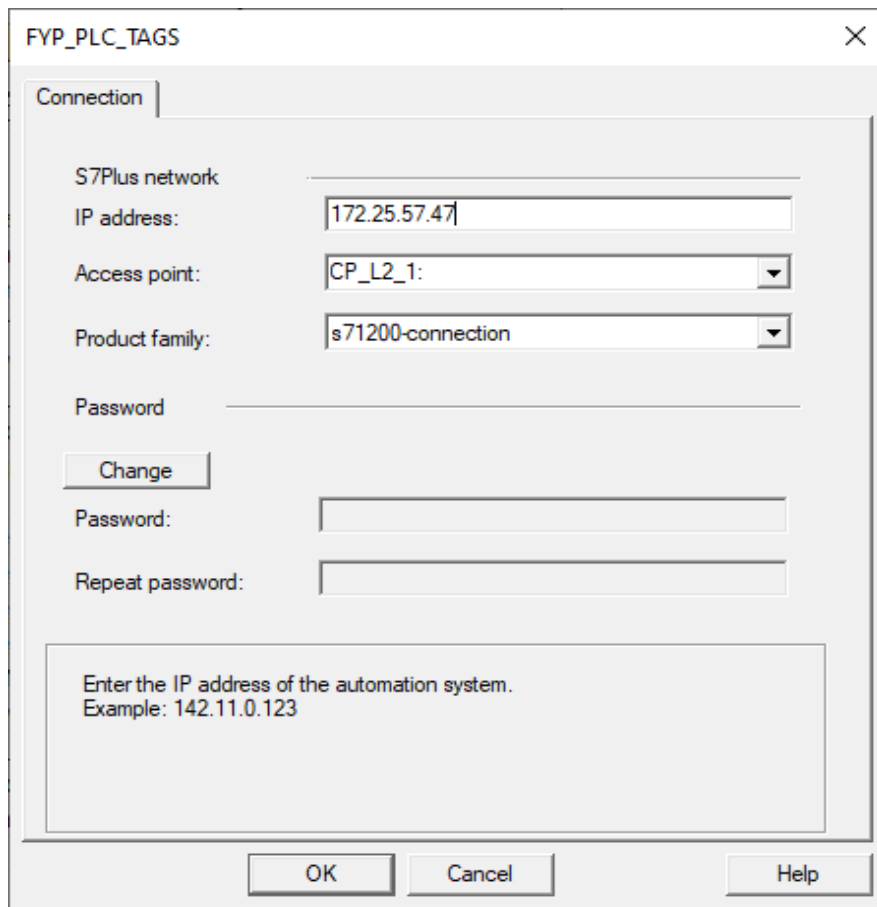 FYP_PLC_TAGS
Connection
S7Plus network
IP address: 172.25.57.47
Access point: CP_L2_1:
Product family: s71200-connection
Password
Change
Password:
Repeat password:
Enter the IP address of the automation system.
Example: 142.11.0.123
OK Cancel Help